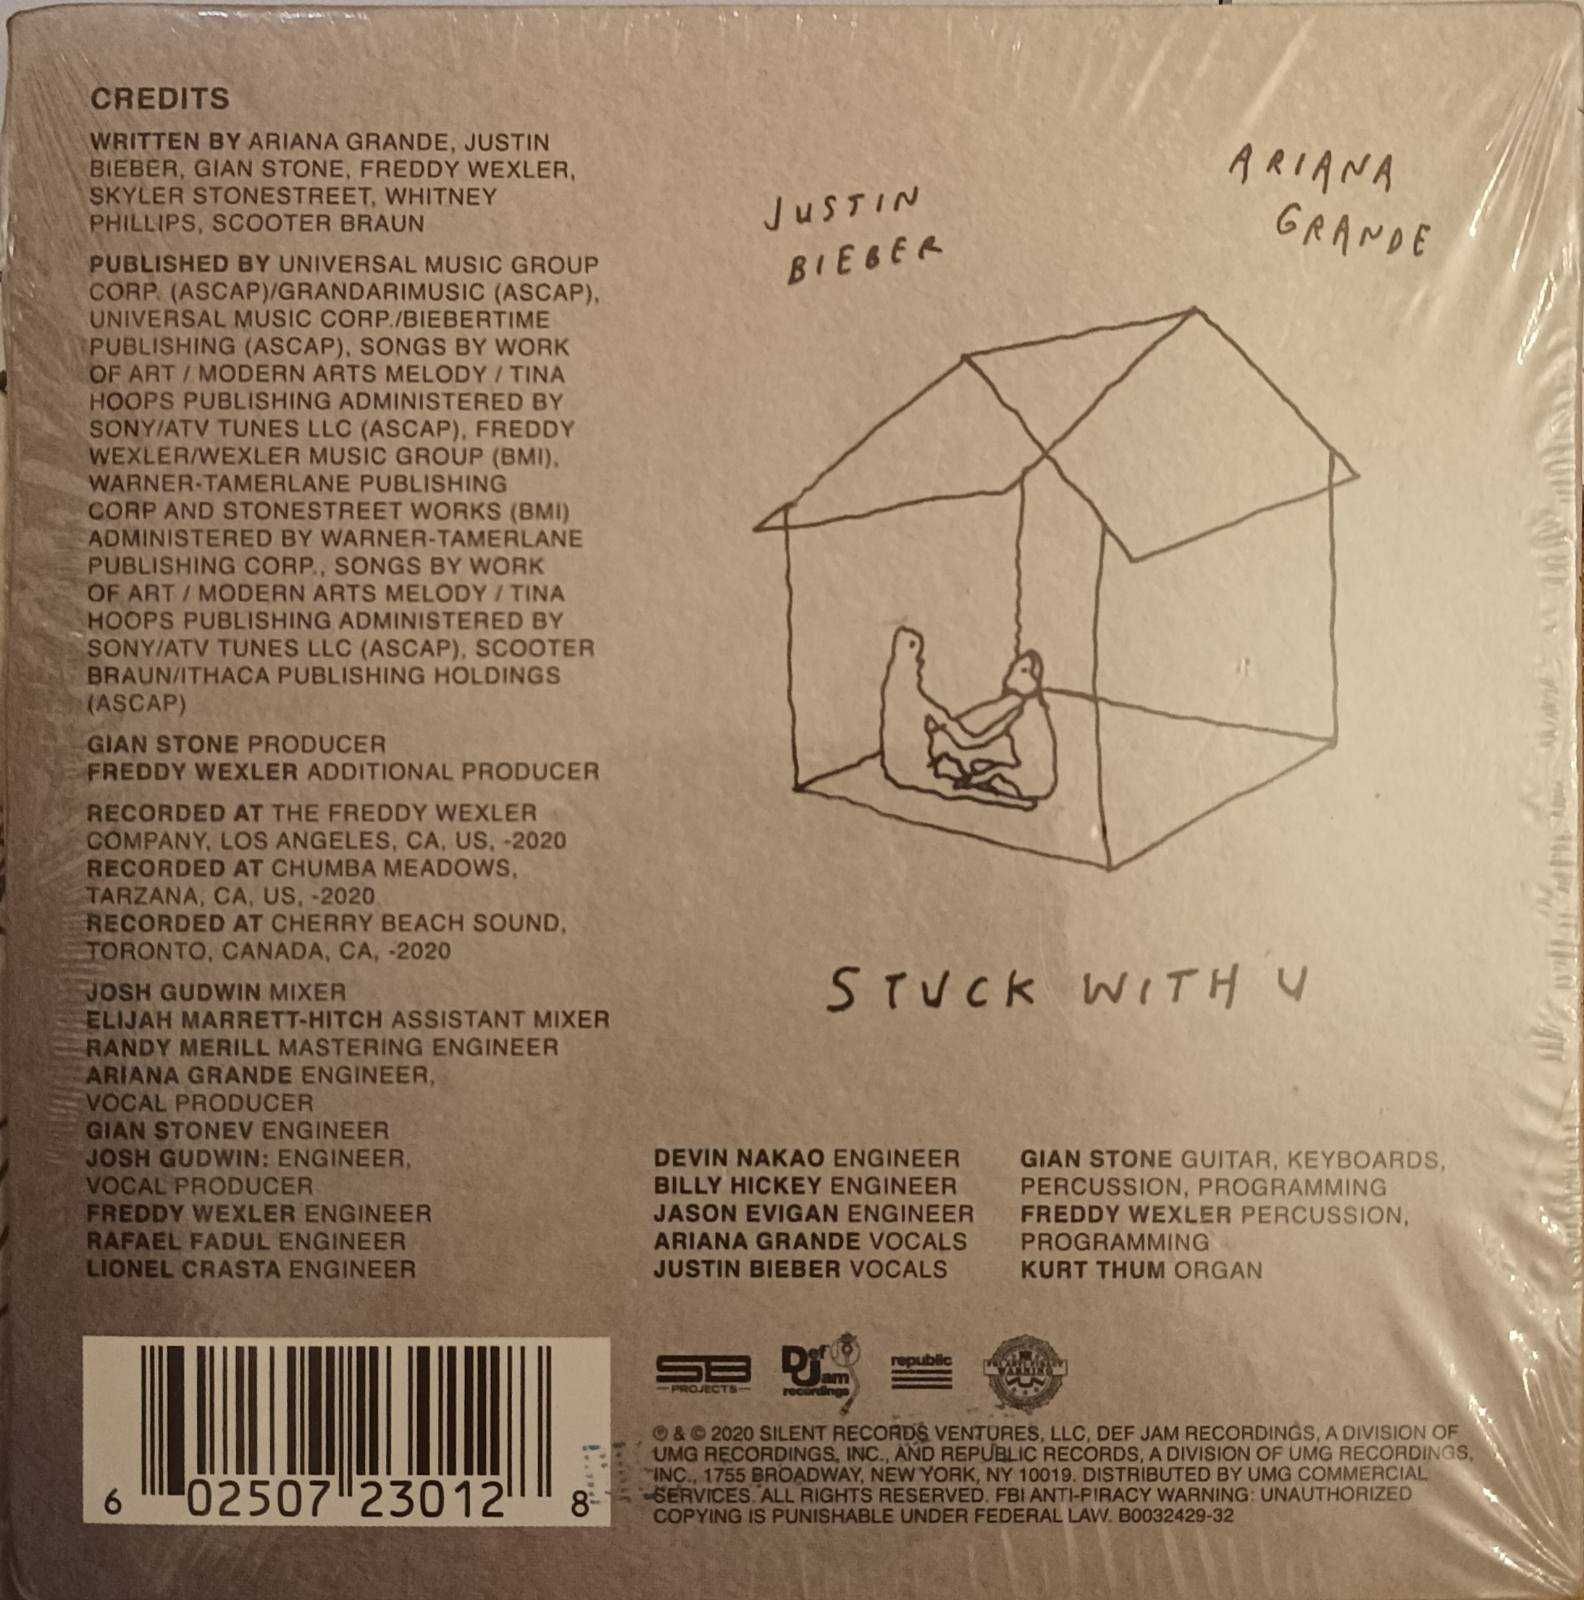 CREDITS
WRITTEN BY ARIANA GRANDE, JUSTIN
BIEBER, GIAN STONE, FREDDY WEXLER,
SKYLER STONESTREET, WHITNEY
PHILLIPS, SCOOTER BRAUN
PUBLISHED BY UNIVERSAL MUSIC GROUP
CORP. (ASCAP)/GRANDARIMUSIC (ASCAP),
UNIVERSAL MUSIC CORP./BIEBERTIME
PUBLISHING (ASCAP), SONGS BY WORK
OF ART / MODERN ARTS MELODY / TINA
HOOPS PUBLISHING ADMINISTERED BY
SONY/ATV TUNES LLC (ASCAP), FREDDY
WEXLER/WEXLER MUSIC GROUP (BMI),
WARNER-TAMERLANE PUBLISHING
CORP AND STONESTREET WORKS (BMI)
ADMINISTERED BY WARNER-TAMERLANE
PUBLISHING CORP., SONGS BY WORK
OF ART / MODERN ARTS MELODY / TINA
HOOPS PUBLISHING ADMINISTERED BY
SONY/ATV TUNES LLC (ASCAP), SCOOTER
BRAUN/ITHACA PUBLISHING HOLDINGS
(ASCAP)
GIAN STONE PRODUCER
FREDDY WEXLER ADDITIONAL PRODUCER
RECORDED AT THE FREDDY WEXLER
COMPANY, LOS ANGELES, CA, US, -2020
RECORDED AT CHUMBA MEADOWS,
TARZANA, CA, US, -2020
RECORDED AT CHERRY BEACH SOUND,
TORONTO, CANADA, CA, -2020
JOSH GUDWIN MIXER
ELIJAH MARRETT-HITCH ASSISTANT MIXER
RANDY MERILL MASTERING ENGINEER
ARIANA GRANDE ENGINEER,
VOCAL PRODUCER
GIAN STONEV ENGINEER
JOSH GUDWIN: ENGINEER,
VOCAL PRODUCER
FREDDY WEXLER ENGINEER
RAFAEL FADUL ENGINEER
LIONEL CRASTA ENGINEER
JUSTIN
BIEBER
ARIANA
GRANDE
STUCK WITH U
DEVIN NAKAO ENGINEER
BILLY HICKEY ENGINEER
JASON EVIGAN ENGINEER
ARIANA GRANDE VOCALS
JUSTIN BIEBER VOCALS
GIAN STONE GUITAR, KEYBOARDS,
PERCUSSION, PROGRAMMING
FREDDY WEXLER PERCUSSION,
PROGRAMMING
KURT THUM ORGAN
6 02507 23012 8
SB
PROJECTS
Def
Jam
recordings
republic
WARNING
℗ & © 2020 SILENT RECORDS VENTURES, LLC, DEF JAM RECORDINGS, A DIVISION OF
UMG RECORDINGS, INC., AND REPUBLIC RECORDS, A DIVISION OF UMG RECORDINGS,
INC., 1755 BROADWAY, NEW YORK, NY 10019. DISTRIBUTED BY UMG COMMERCIAL
SERVICES. ALL RIGHTS RESERVED. FBI ANTI-PIRACY WARNING: UNAUTHORIZED
COPYING IS PUNISHABLE UNDER FEDERAL LAW. B0032429-32